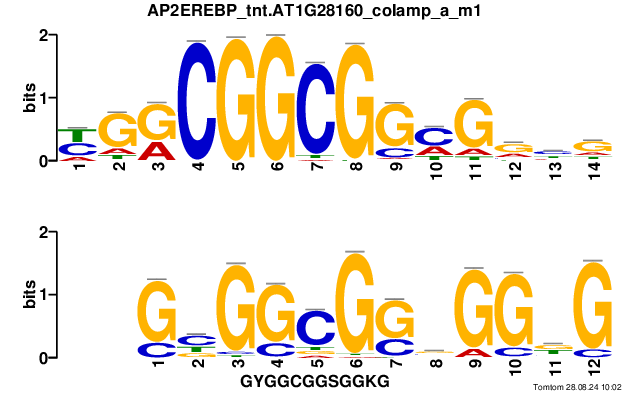 AP2EREBP_tnt.AT1G28160_colamp_a_m1
2
1
0
bits
1 2 3 4 5 6 7 8 9 10 11 12 13 14
2
1
0
bits
1 2 3 4 5 6 7 8 9 10 11 12
GYGGCGGSGGKG
Tomtom 28.08.24 10:02